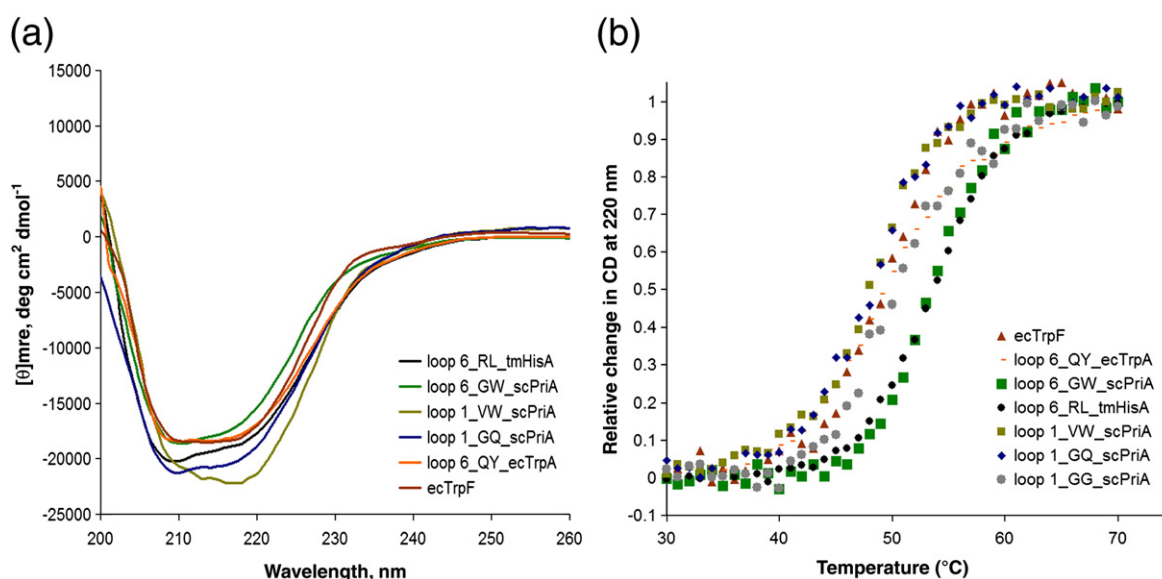 (a)
[θ]mre, deg cm² dmol⁻¹
15000
10000
5000
0
-5000
-10000
-15000
-20000
-25000
200
210
220
230
240
250
260
Wavelength, nm
loop 6_RL_tmHisA
loop 6_GW_scPriA
loop 1_VW_scPriA
loop 1_GQ_scPriA
loop 6_QY_ecTrpA
ecTrpF
(b)
Relative change in CD at 220 nm
1
0.9
0.8
0.7
0.6
0.5
0.4
0.3
0.2
0.1
0
-0.1
30
40
50
60
70
Temperature (°C)
ecTrpF
loop 6_QY_ecTrpA
loop 6_GW_scPriA
loop 6_RL_tmHisA
loop 1_VW_scPriA
loop 1_GQ_scPriA
loop 1_GG_scPriA